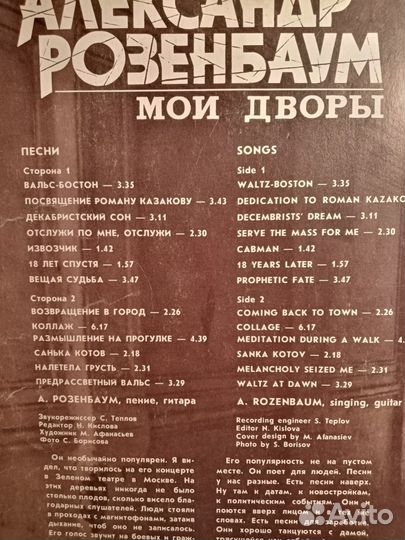 АЛЕКСАНДР
РОЗЕНБАУМ
МОИ ДВОРЫ
ПЕСНИ
Сторона 1
ВАЛЬС-БОСТОН — 3.35
ПОСВЯЩЕНИЕ РОМАНУ КАЗАКОВУ — 3.43
ДЕКАБРИСТСКИЙ СОН — 3.11
ОТСЛУЖИ ПО МНЕ, ОТСЛУЖИ — 2.30
ИЗВОЗЧИК — 1.42
18 ЛЕТ СПУСТЯ — 1.57
ВЕЩАЯ СУДЬБА — 3.47
Сторона 2
ВОЗВРАЩЕНИЕ В ГОРОД — 2.26
КОЛЛАЖ — 6.17
РАЗМЫШЛЕНИЕ НА ПРОГУЛКЕ — 4.39
САНЬКА КОТОВ — 2.18
НАЛЕТЕЛА ГРУСТЬ — 2.31
ПРЕДРАССВЕТНЫЙ ВАЛЬС — 3.29
А. РОЗЕНБАУМ, пение, гитара
Звукорежиссер С. Теплов
Редактор Н. Кислова
Художник М. Афанасьев
Фото С. Борисова
SONGS
Side 1
WALTZ-BOSTON — 3.35
DEDICATION TO ROMAN KAZAKO
DECEMBRISTS' DREAM — 3.11
SERVE THE MASS FOR ME — 2.30
CABMAN — 1.42
18 YEARS LATER — 1.57
PROPHETIC FATE — 3.47
Side 2
COMING BACK TO TOWN — 2.26
COLLAGE — 6.17
MEDITATION DURING A WALK — 4.
SANKA KOTOV — 2.18
MELANCHOLY SEIZED ME — 2.31
WALTZ AT DAWN — 3.29
A. ROZENBAUM, singing, guitar
Recording engineer S. Teplov
Editor N. Kislova
Cover design by M. Afanasiev
Photo by S. Borisov
Он необычайно популярен. Я ви-
дел, что творилось на его концерте
в Зеленом театре в Москве. На
этих деревьях никогда не было
столько плодов, сколько висело бла-
годарных слушателей. Люди стояли
в проходах с магнитофонами, затаив
дыхание, чтоб оно не записалось.
Его голос звучит на боевых и граж-
Его популярность не на пустом
месте. Он поет для людей. Песни
у нас разные. Есть песни наверх.
Ну там и датам, к новостройкам,
к политическим событиям. Они и
поются вверх лицом
у тех не
словах. Есть песни для заработка.
Они хорошо танцуются с дамой,
Avito